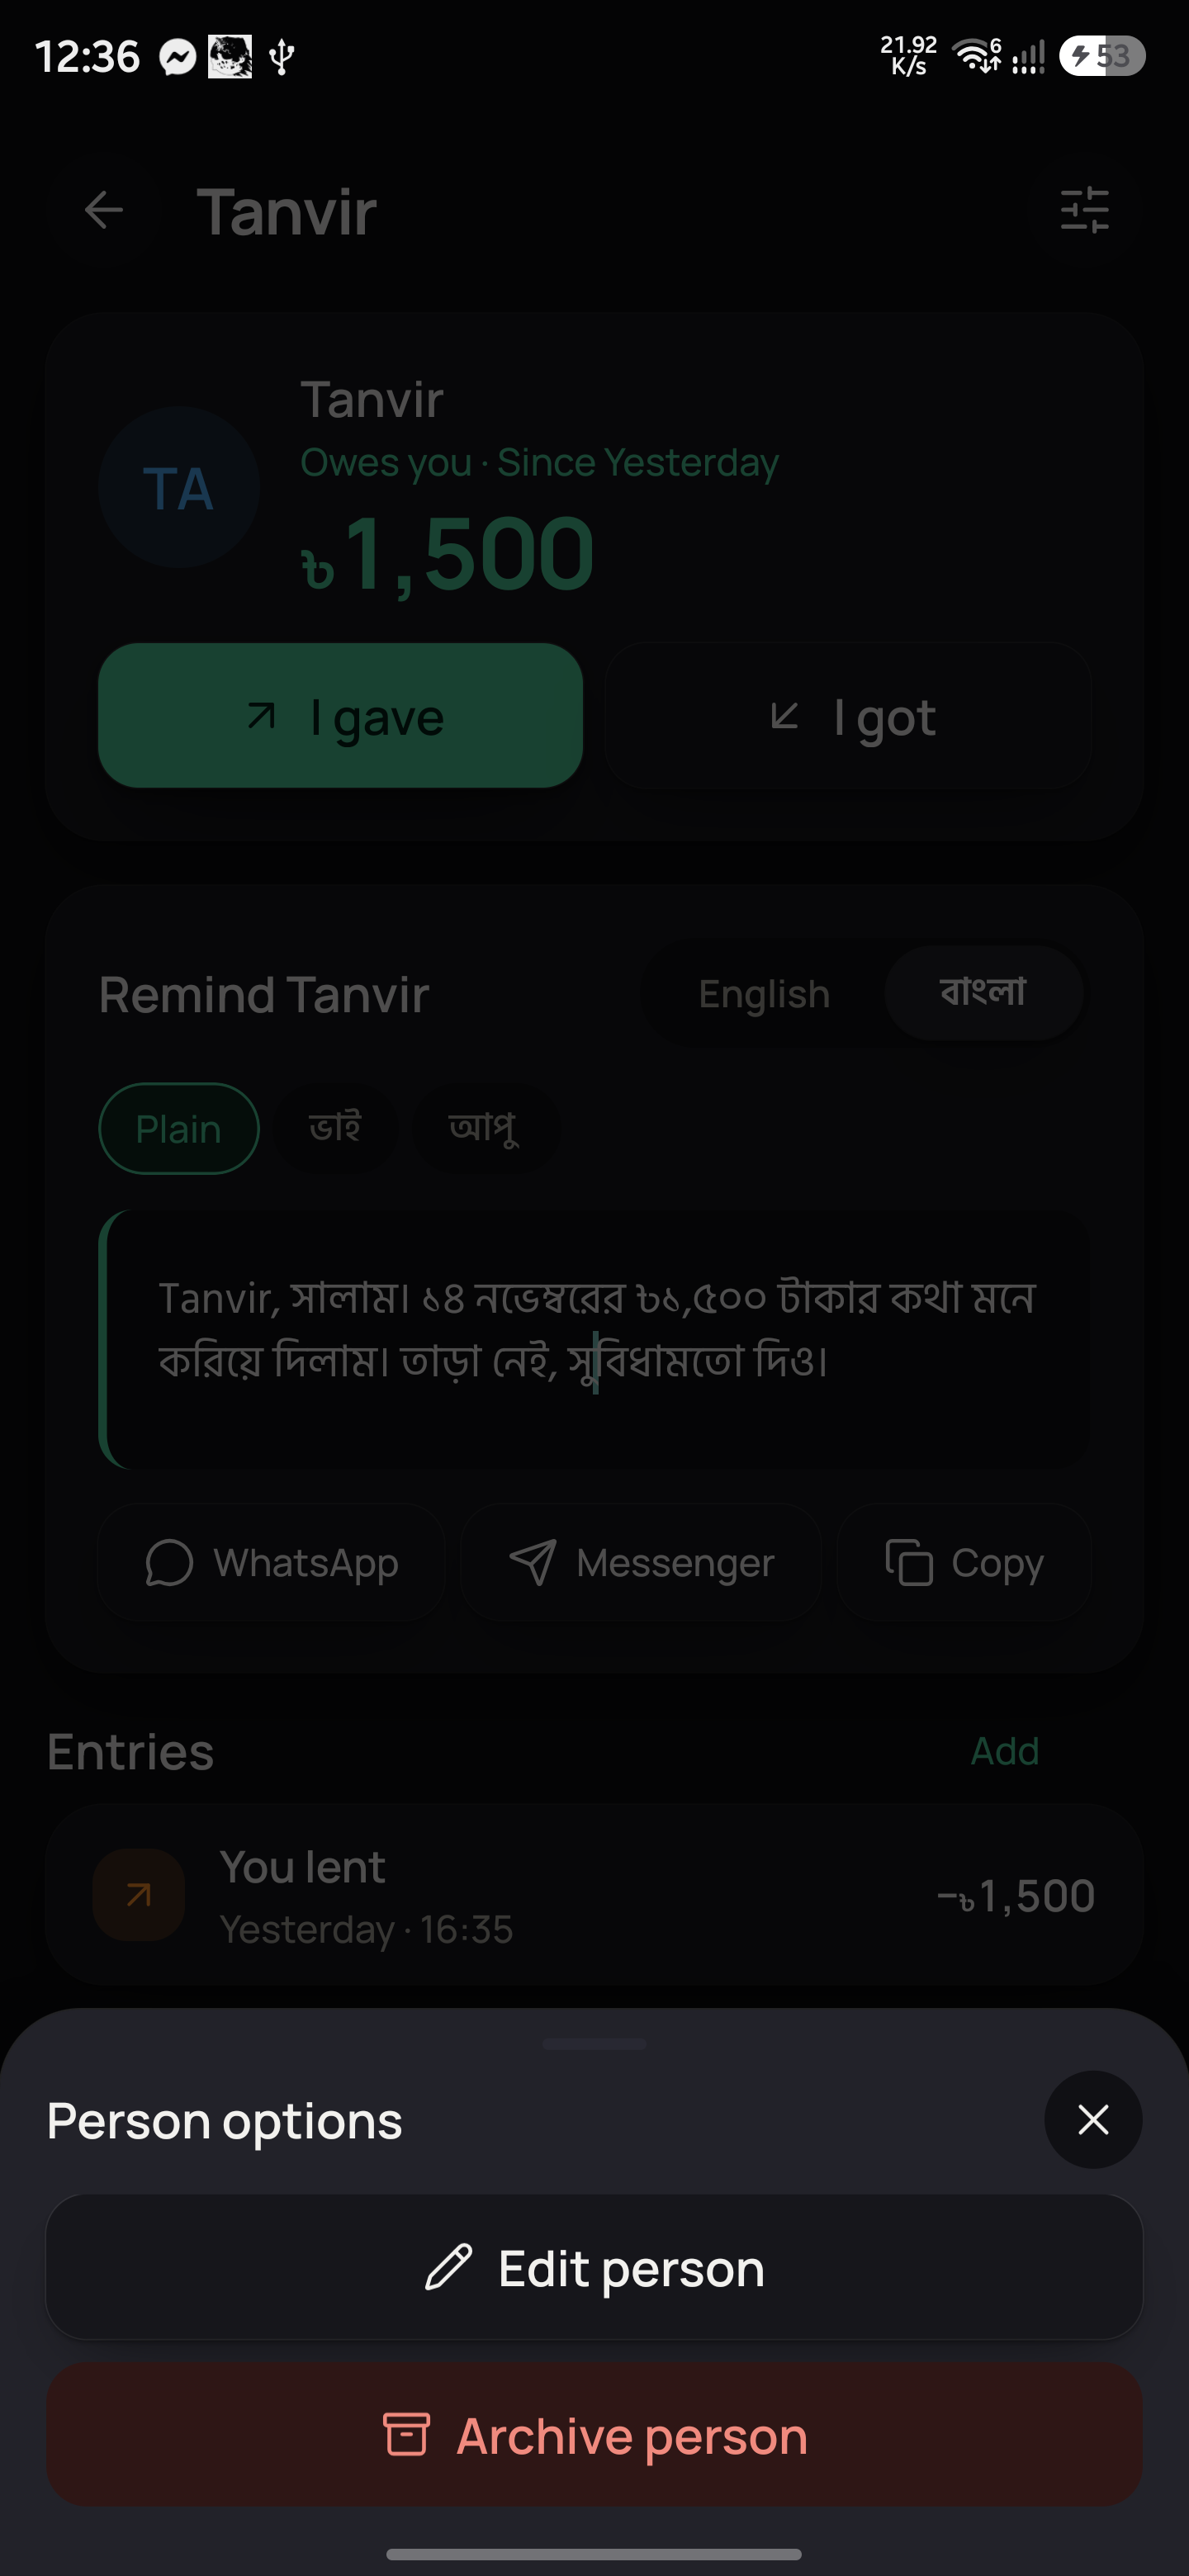 12:36
21.92 K/s
6
53
Tanvir
TA
Tanvir
Owes you · Since Yesterday
৳1,500
I gave
I got
Remind Tanvir
English
বাংলা
Plain
ভাই
আপু
Tanvir, সালাম। ১৪ নভেম্বরের ৳১,৫০০ টাকার কথা মনে
করিয়ে দিলাম। তাড়া নেই, সুবিধামতো দিও।
WhatsApp
Messenger
Copy
Entries
Add
You lent
Yesterday · 16:35
−৳1,500
Person options
Edit person
Archive person